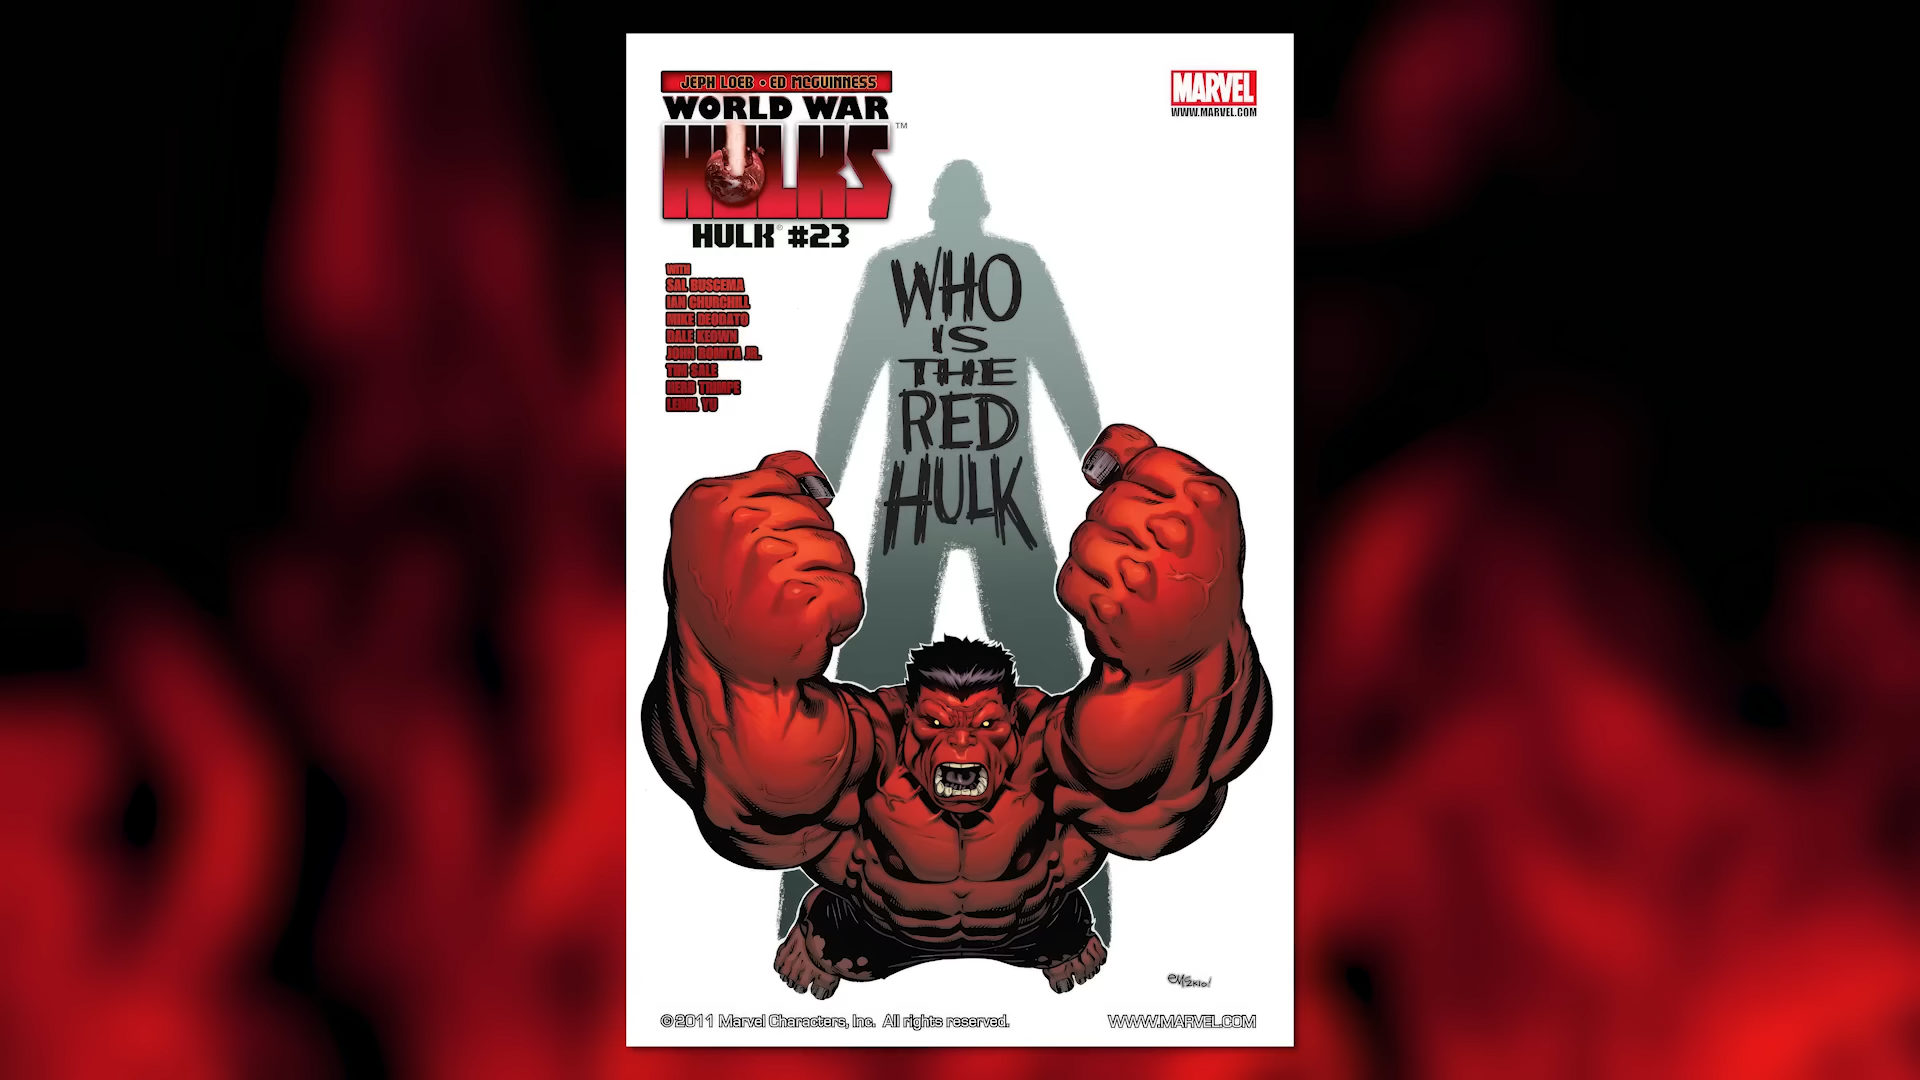 JEPH LOEB • ED McGUINNESS
WORLD WAR
HULKS™
HULK® #23
WITH
SAL BUSCEMA
IAN CHURCHILL
MIKE DEODATO
DALE KEOWN
JOHN ROMITA JR.
TIM SALE
HERB TRIMPE
LEINIL YU
MARVEL
WWW.MARVEL.COM
WHO
IS
THE
RED
HULK
EMc2K10!
© 2011 Marvel Characters, Inc. All rights reserved.
WWW.MARVEL.COM